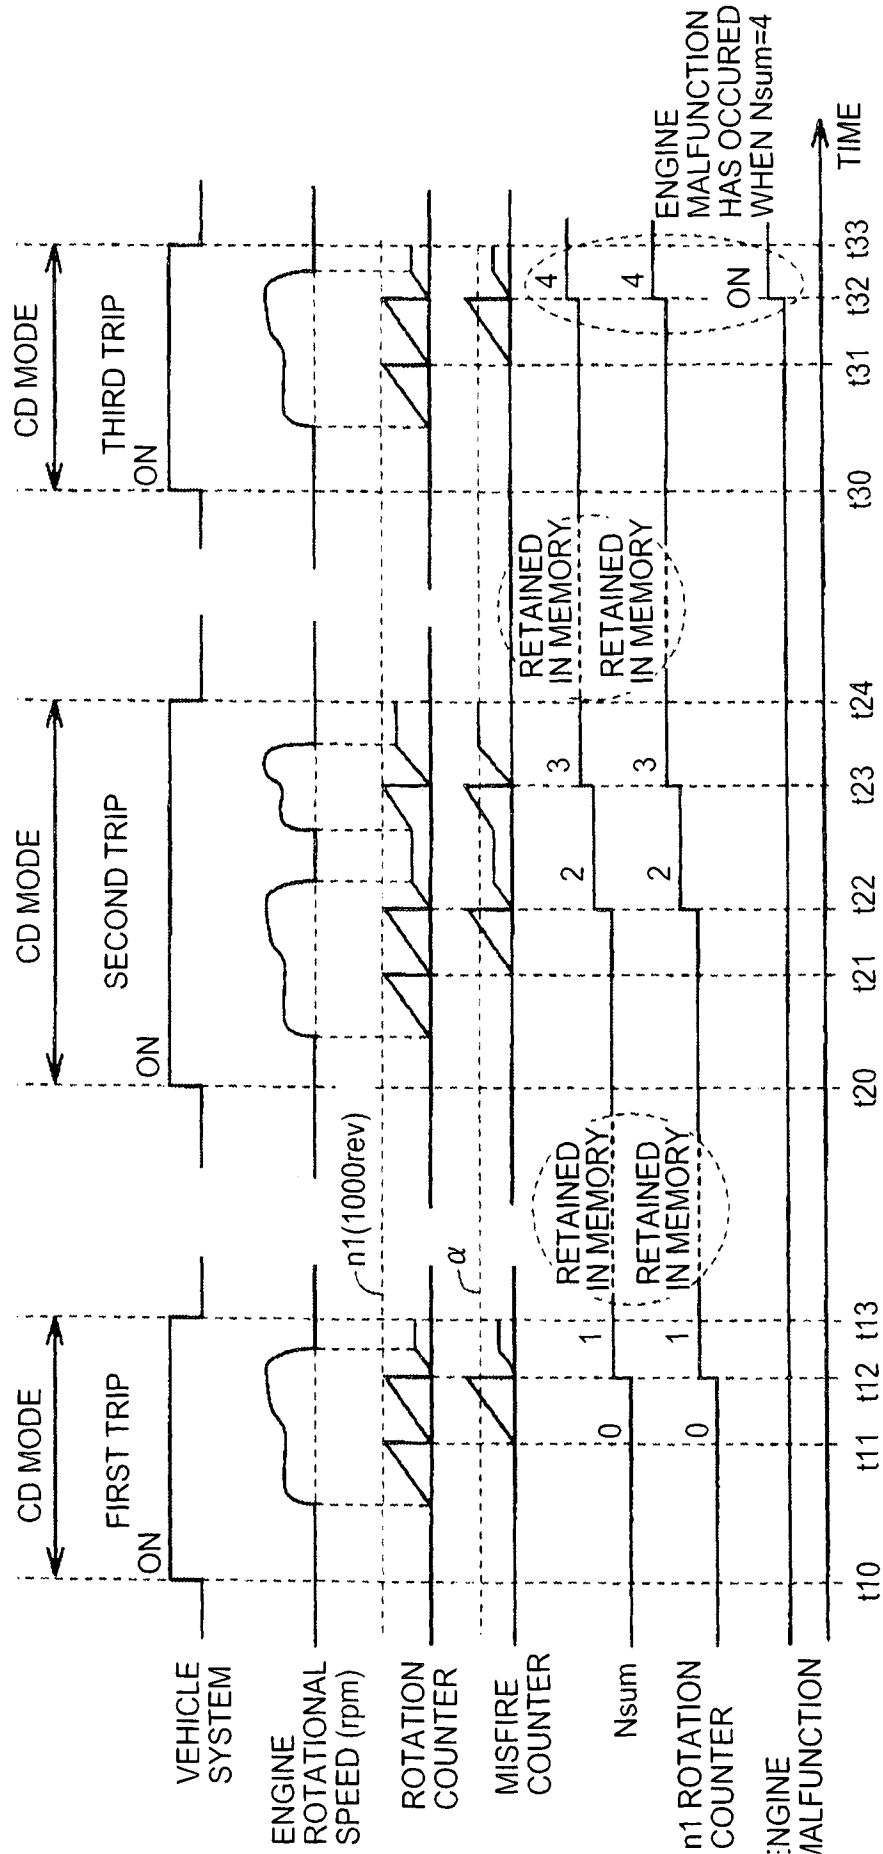 CD MODE
CD MODE
CD MODE
FIRST TRIP
SECOND TRIP
THIRD TRIP
ON
ON
ON
VEHICLE
SYSTEM
ENGINE
ROTATIONAL
SPEED (rpm)
n1(1000rev)
ROTATION
COUNTER
α
MISFIRE
COUNTER
RETAINED
IN MEMORY
RETAINED
IN MEMORY
Nsum
0
1
2
3
4
RETAINED
IN MEMORY
RETAINED
IN MEMORY
n1 ROTATION
COUNTER
0
1
2
3
4
ENGINE
MALFUNCTION
HAS OCCURED
WHEN Nsum=4
ON
:NGINE
MALFUNCTION
TIME
t10
t11
t12
t13
t20
t21
t22
t23
t24
t30
t31
t32
t33